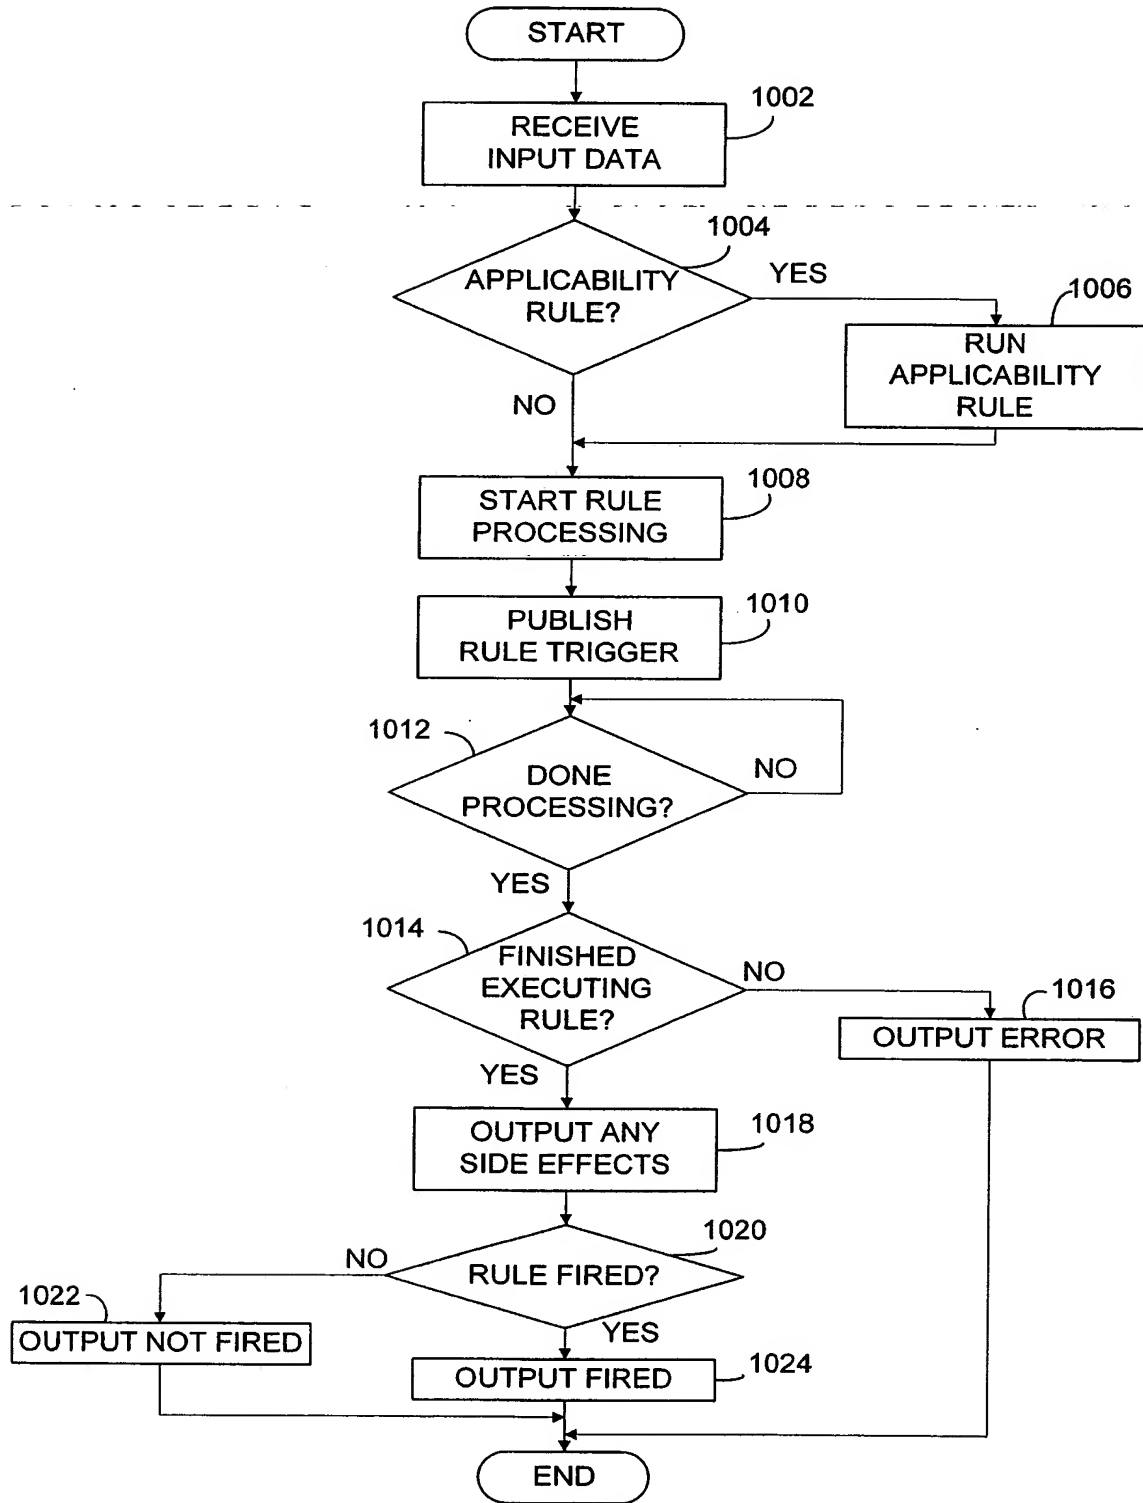 START
1002
RECEIVE
INPUT DATA
1004
APPLICABILITY
RULE?
YES
1006
RUN
APPLICABILITY
RULE
NO
1008
START RULE
PROCESSING
1010
PUBLISH
RULE TRIGGER
1012
DONE
PROCESSING?
NO
YES
1014
FINISHED
EXECUTING
RULE?
NO
1016
OUTPUT ERROR
YES
1018
OUTPUT ANY
SIDE EFFECTS
1020
NO
RULE FIRED?
1022
OUTPUT NOT FIRED
YES
1024
OUTPUT FIRED
END